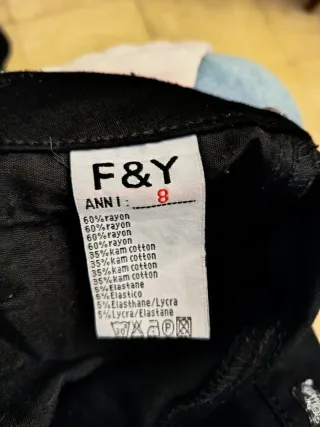 F&Y
ANNI: 8
60%rayon
60%rayon
60%rayon
60%rayon
35%kam cotton
35%kam cotton
35%kam cotton
35%kam cotton
5%Elastane
5%Elastico
5%Elasthane/Lycra
5%Lycra/Elastane